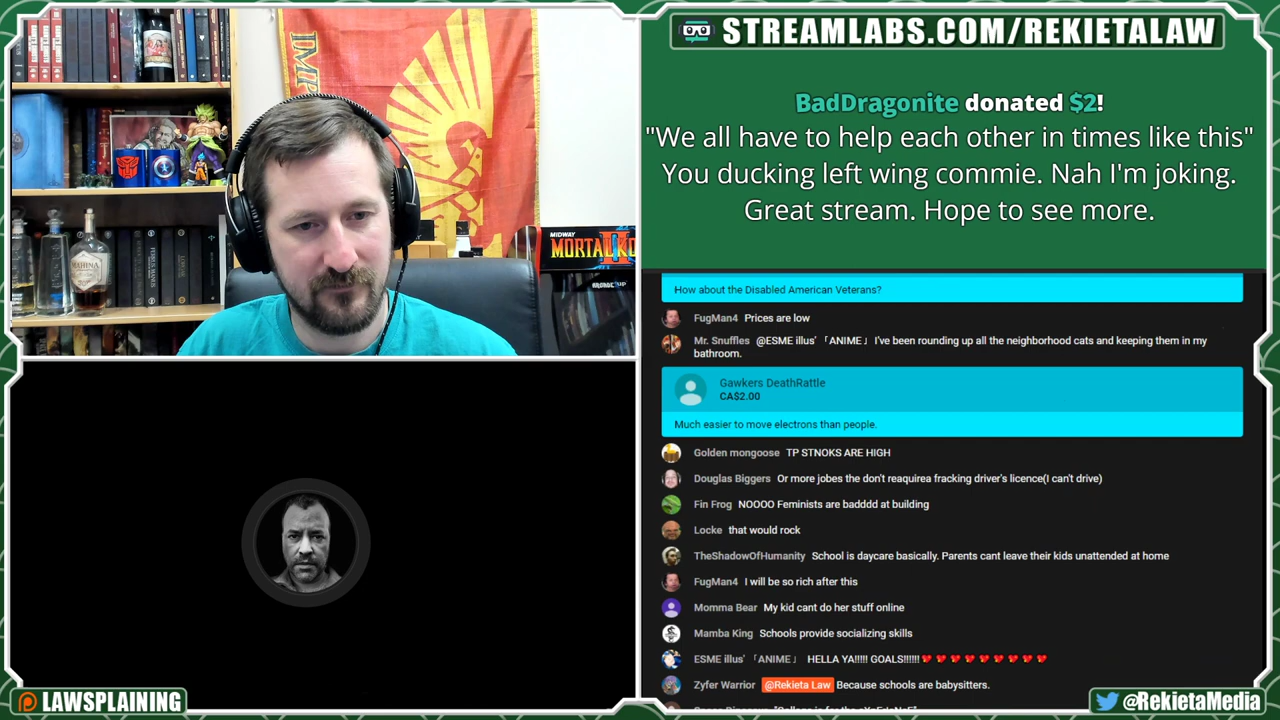 STREAMLABS.COM/REKIETALAW
BadDragonite donated $2!
"We all have to help each other in times like this"
You ducking left wing commie. Nah I'm joking.
Great stream. Hope to see more.
IMP
MIDWAY
MORTAL KO
II
ARCADE1UP
How about the Disabled American Veterans?
FugMan4 Prices are low
Mr. Snuffles @ESME illus' 「ANIME」 I've been rounding up all the neighborhood cats and keeping them in my
bathroom.
Gawkers DeathRattle
CA$2.00
Much easier to move electrons than people.
Golden mongoose TP STNOKS ARE HIGH
Douglas Biggers Or more jobes the don't reaquirea fracking driver's licence(I can't drive)
Fin Frog NOOOO Feminists are badddd at building
Locke that would rock
TheShadowOfHumanity School is daycare basically. Parents cant leave their kids unattended at home
FugMan4 I will be so rich after this
Momma Bear My kid cant do her stuff online
Mamba King Schools provide socializing skills
ESME illus' 「ANIME」 HELLA YA!!!!! GOALS!!!!!!
Zyfer Warrior @Rekieta Law Because schools are babysitters.
LAWSPLAINING
@RekietaMedia